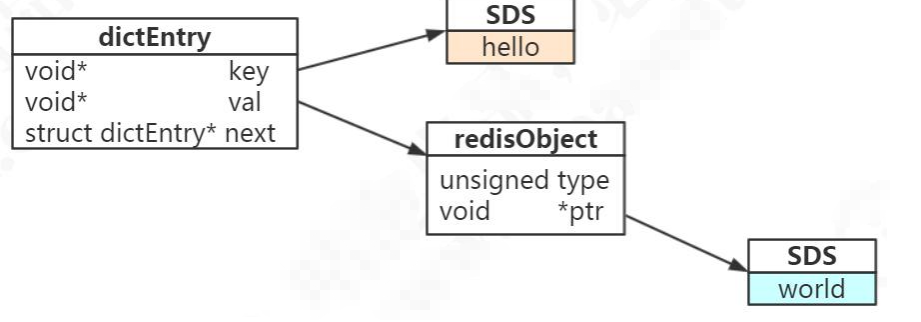 dictEntry
void* key
void* val
struct dictEntry* next
SDS
hello
redisObject
unsigned type
void *ptr
SDS
world